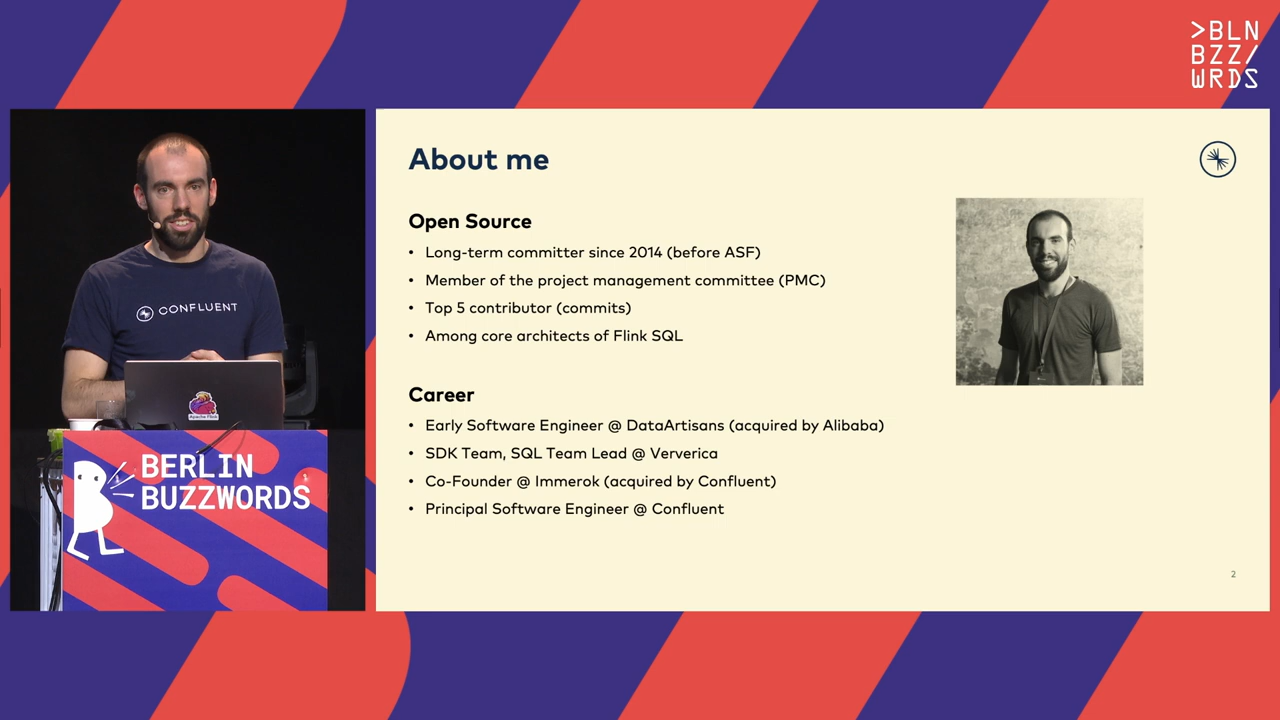 >BLN
BZZ/
WRDS
About me
Open Source
• Long-term committer since 2014 (before ASF)
• Member of the project management committee (PMC)
• Top 5 contributor (commits)
• Among core architects of Flink SQL
Career
• Early Software Engineer @ DataArtisans (acquired by Alibaba)
• SDK Team, SQL Team Lead @ Ververica
• Co-Founder @ Immerok (acquired by Confluent)
• Principal Software Engineer @ Confluent
2
CONFLUENT
Apache Flink
BERLIN
BUZZWORDS